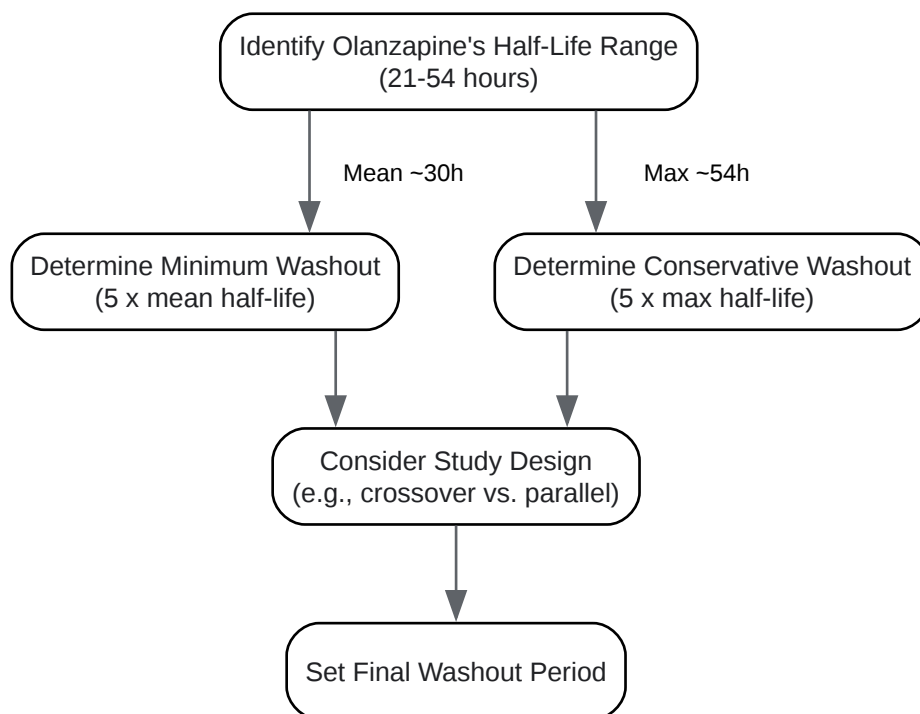 Identify Olanzapine's Half-Life Range
(21-54 hours)
Mean ~30h
Max ~54h
Determine Minimum Washout
(5 x mean half-life)
Determine Conservative Washout
(5 x max half-life)
Consider Study Design
(e.g., crossover vs. parallel)
Set Final Washout Period